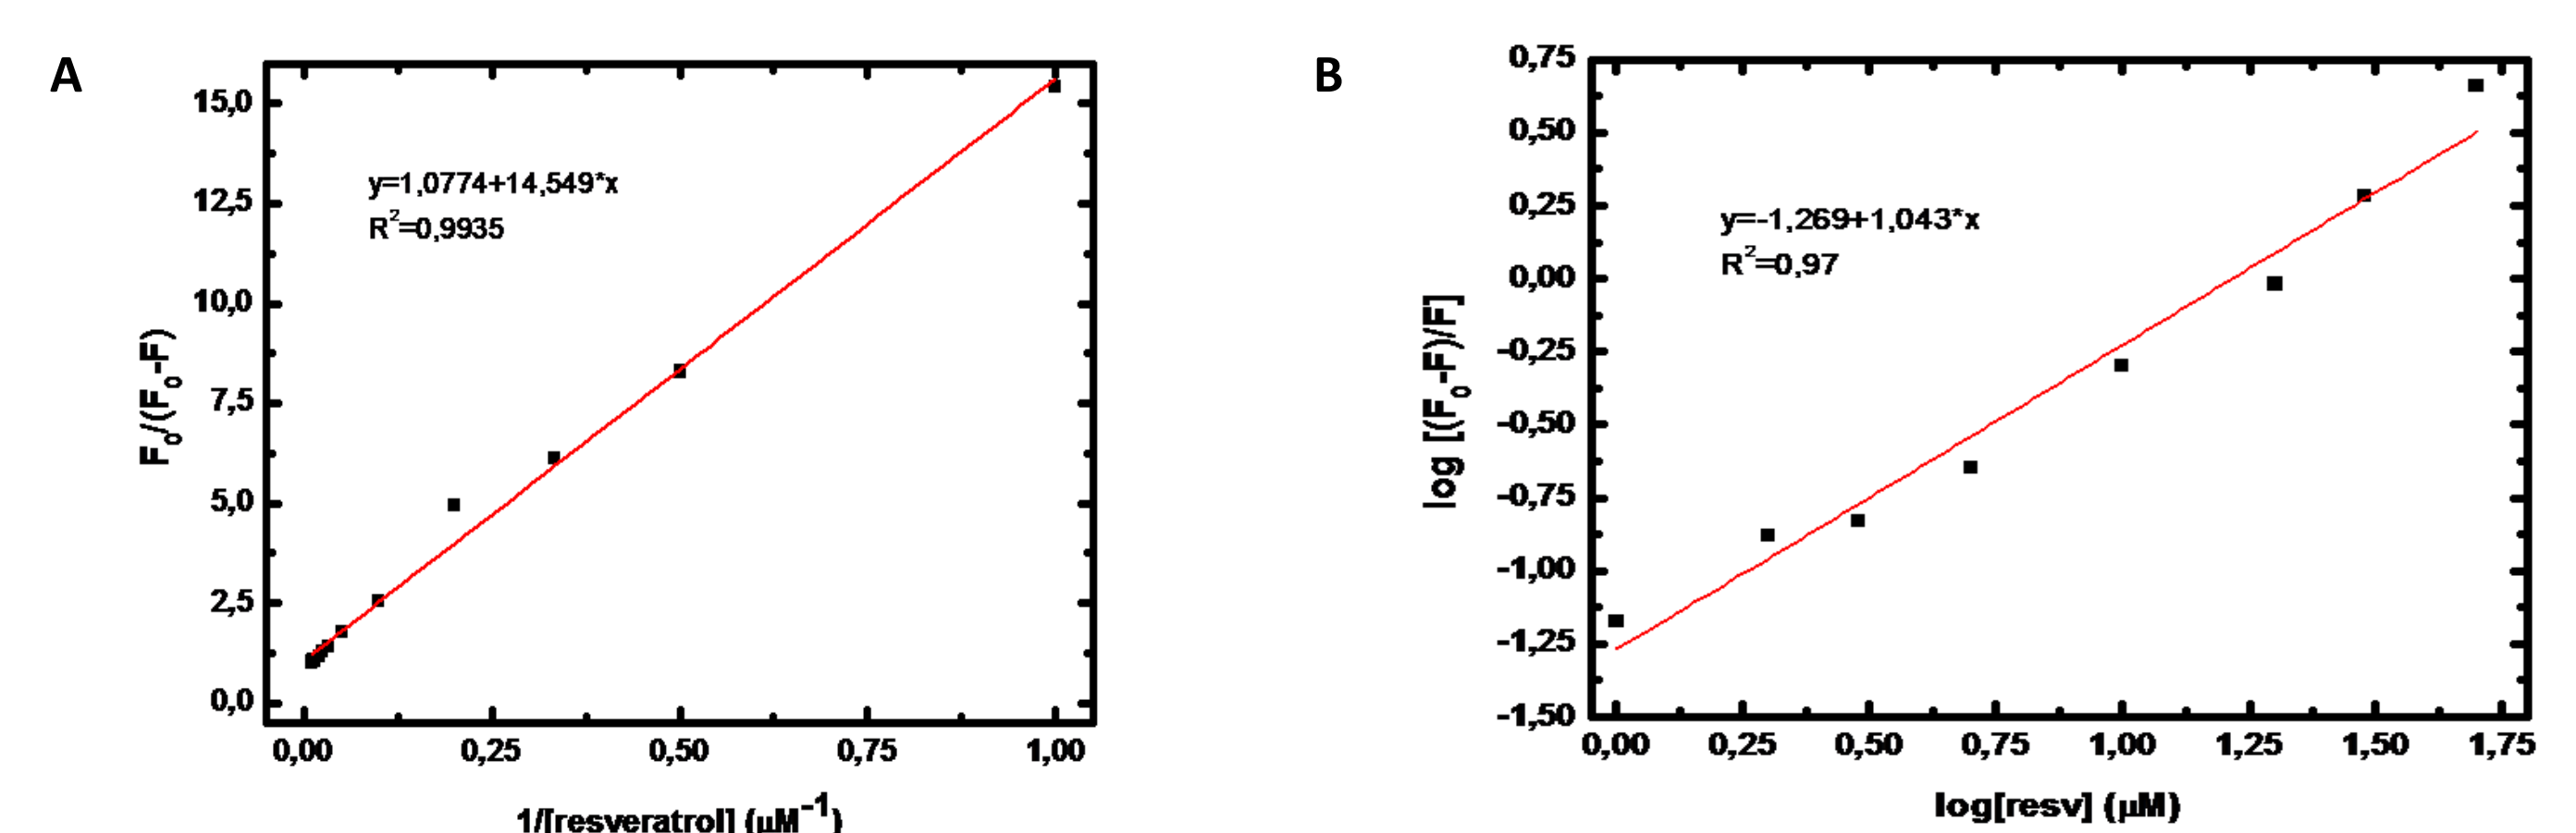 A
15,0
12,5
10,0
7,5
5,0
2,5
0,0
F0/(F0-F)
y=1,0774+14,549*x
R2=0,9935
0,00 0,25 0,50 0,75 1,00
1/[resveratrol] (µM-1)
B
0,75
0,50
0,25
0,00
-0,25
-0,50
-0,75
-1,00
-1,25
-1,50
log [(F0-F)/F]
y=-1,269+1,043*x
R2=0,97
0,00 0,25 0,50 0,75 1,00 1,25 1,50 1,75
log[resv] (µM)